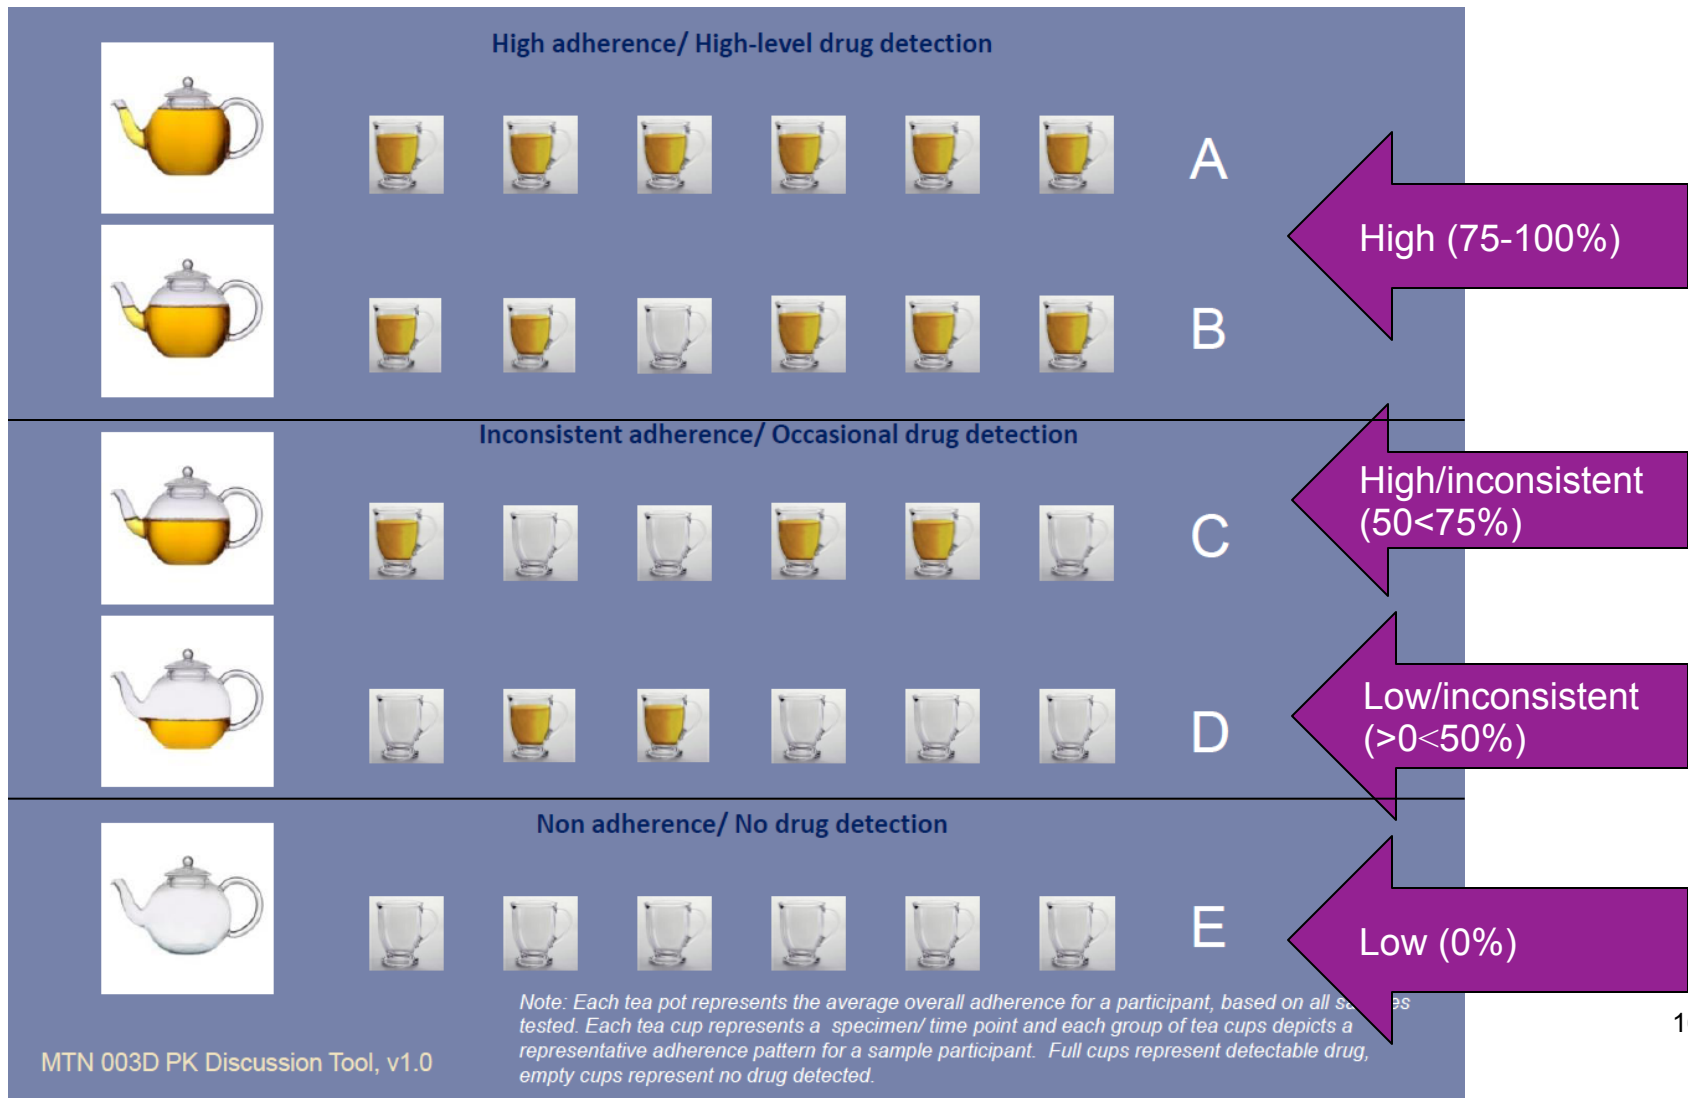 High adherence/ High-level drug detection
A
High (75-100%)
B
Inconsistent adherence/ Occasional drug detection
High/inconsistent
(50<75%)
C
Low/inconsistent
(>0<50%)
D
Non adherence/ No drug detection
E
Low (0%)
Note: Each tea pot represents the average overall adherence for a participant, based on all
tested. Each tea cup represents a specimen/ time point and each group of tea cups depicts a
representative adherence pattern for a sample participant. Full cups represent detectable drug,
empty cups represent no drug detected.
MTN 003D PK Discussion Tool, v1.0